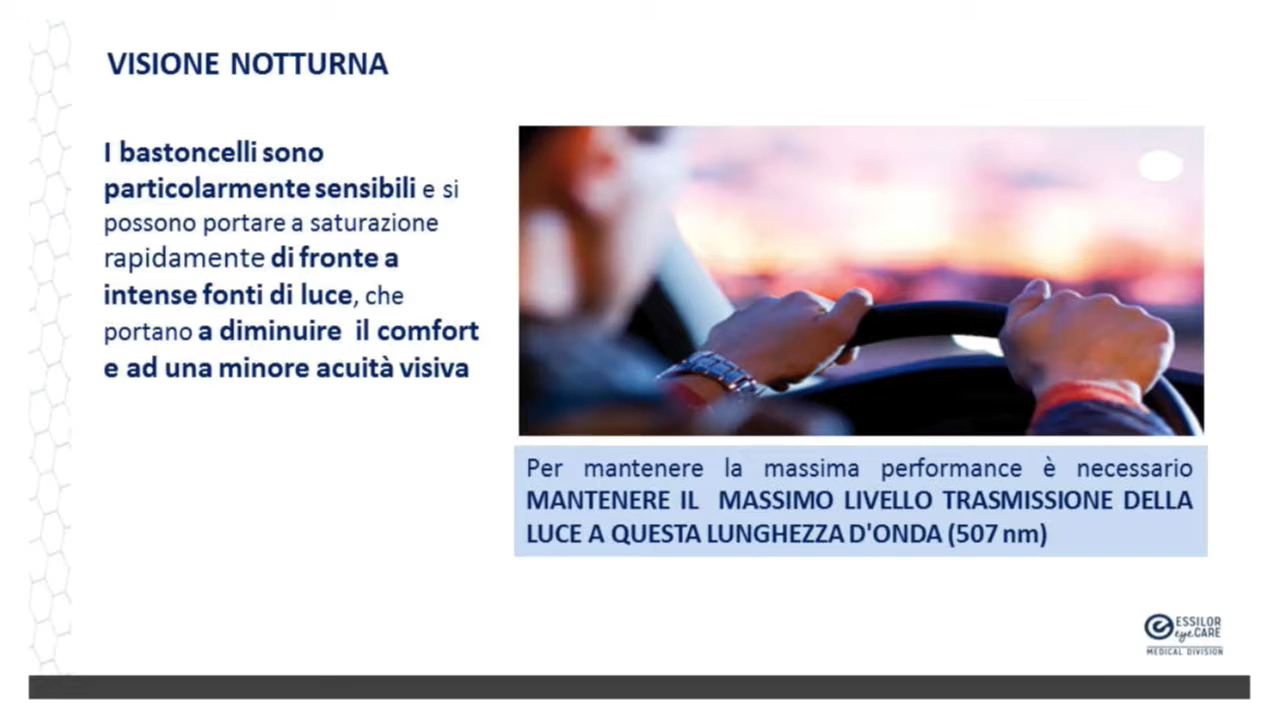 VISIONE NOTTURNA
I bastoncelli sono
particolarmente sensibili e si
possono portare a saturazione
rapidamente di fronte a
intense fonti di luce, che
portano a diminuire il comfort
e ad una minore acuità visiva
Per mantenere la massima performance è necessario
MANTENERE IL MASSIMO LIVELLO TRASMISSIONE DELLA
LUCE A QUESTA LUNGHEZZA D'ONDA (507 nm)
ESSILOR
eye CARE
MEDICAL DIVISION